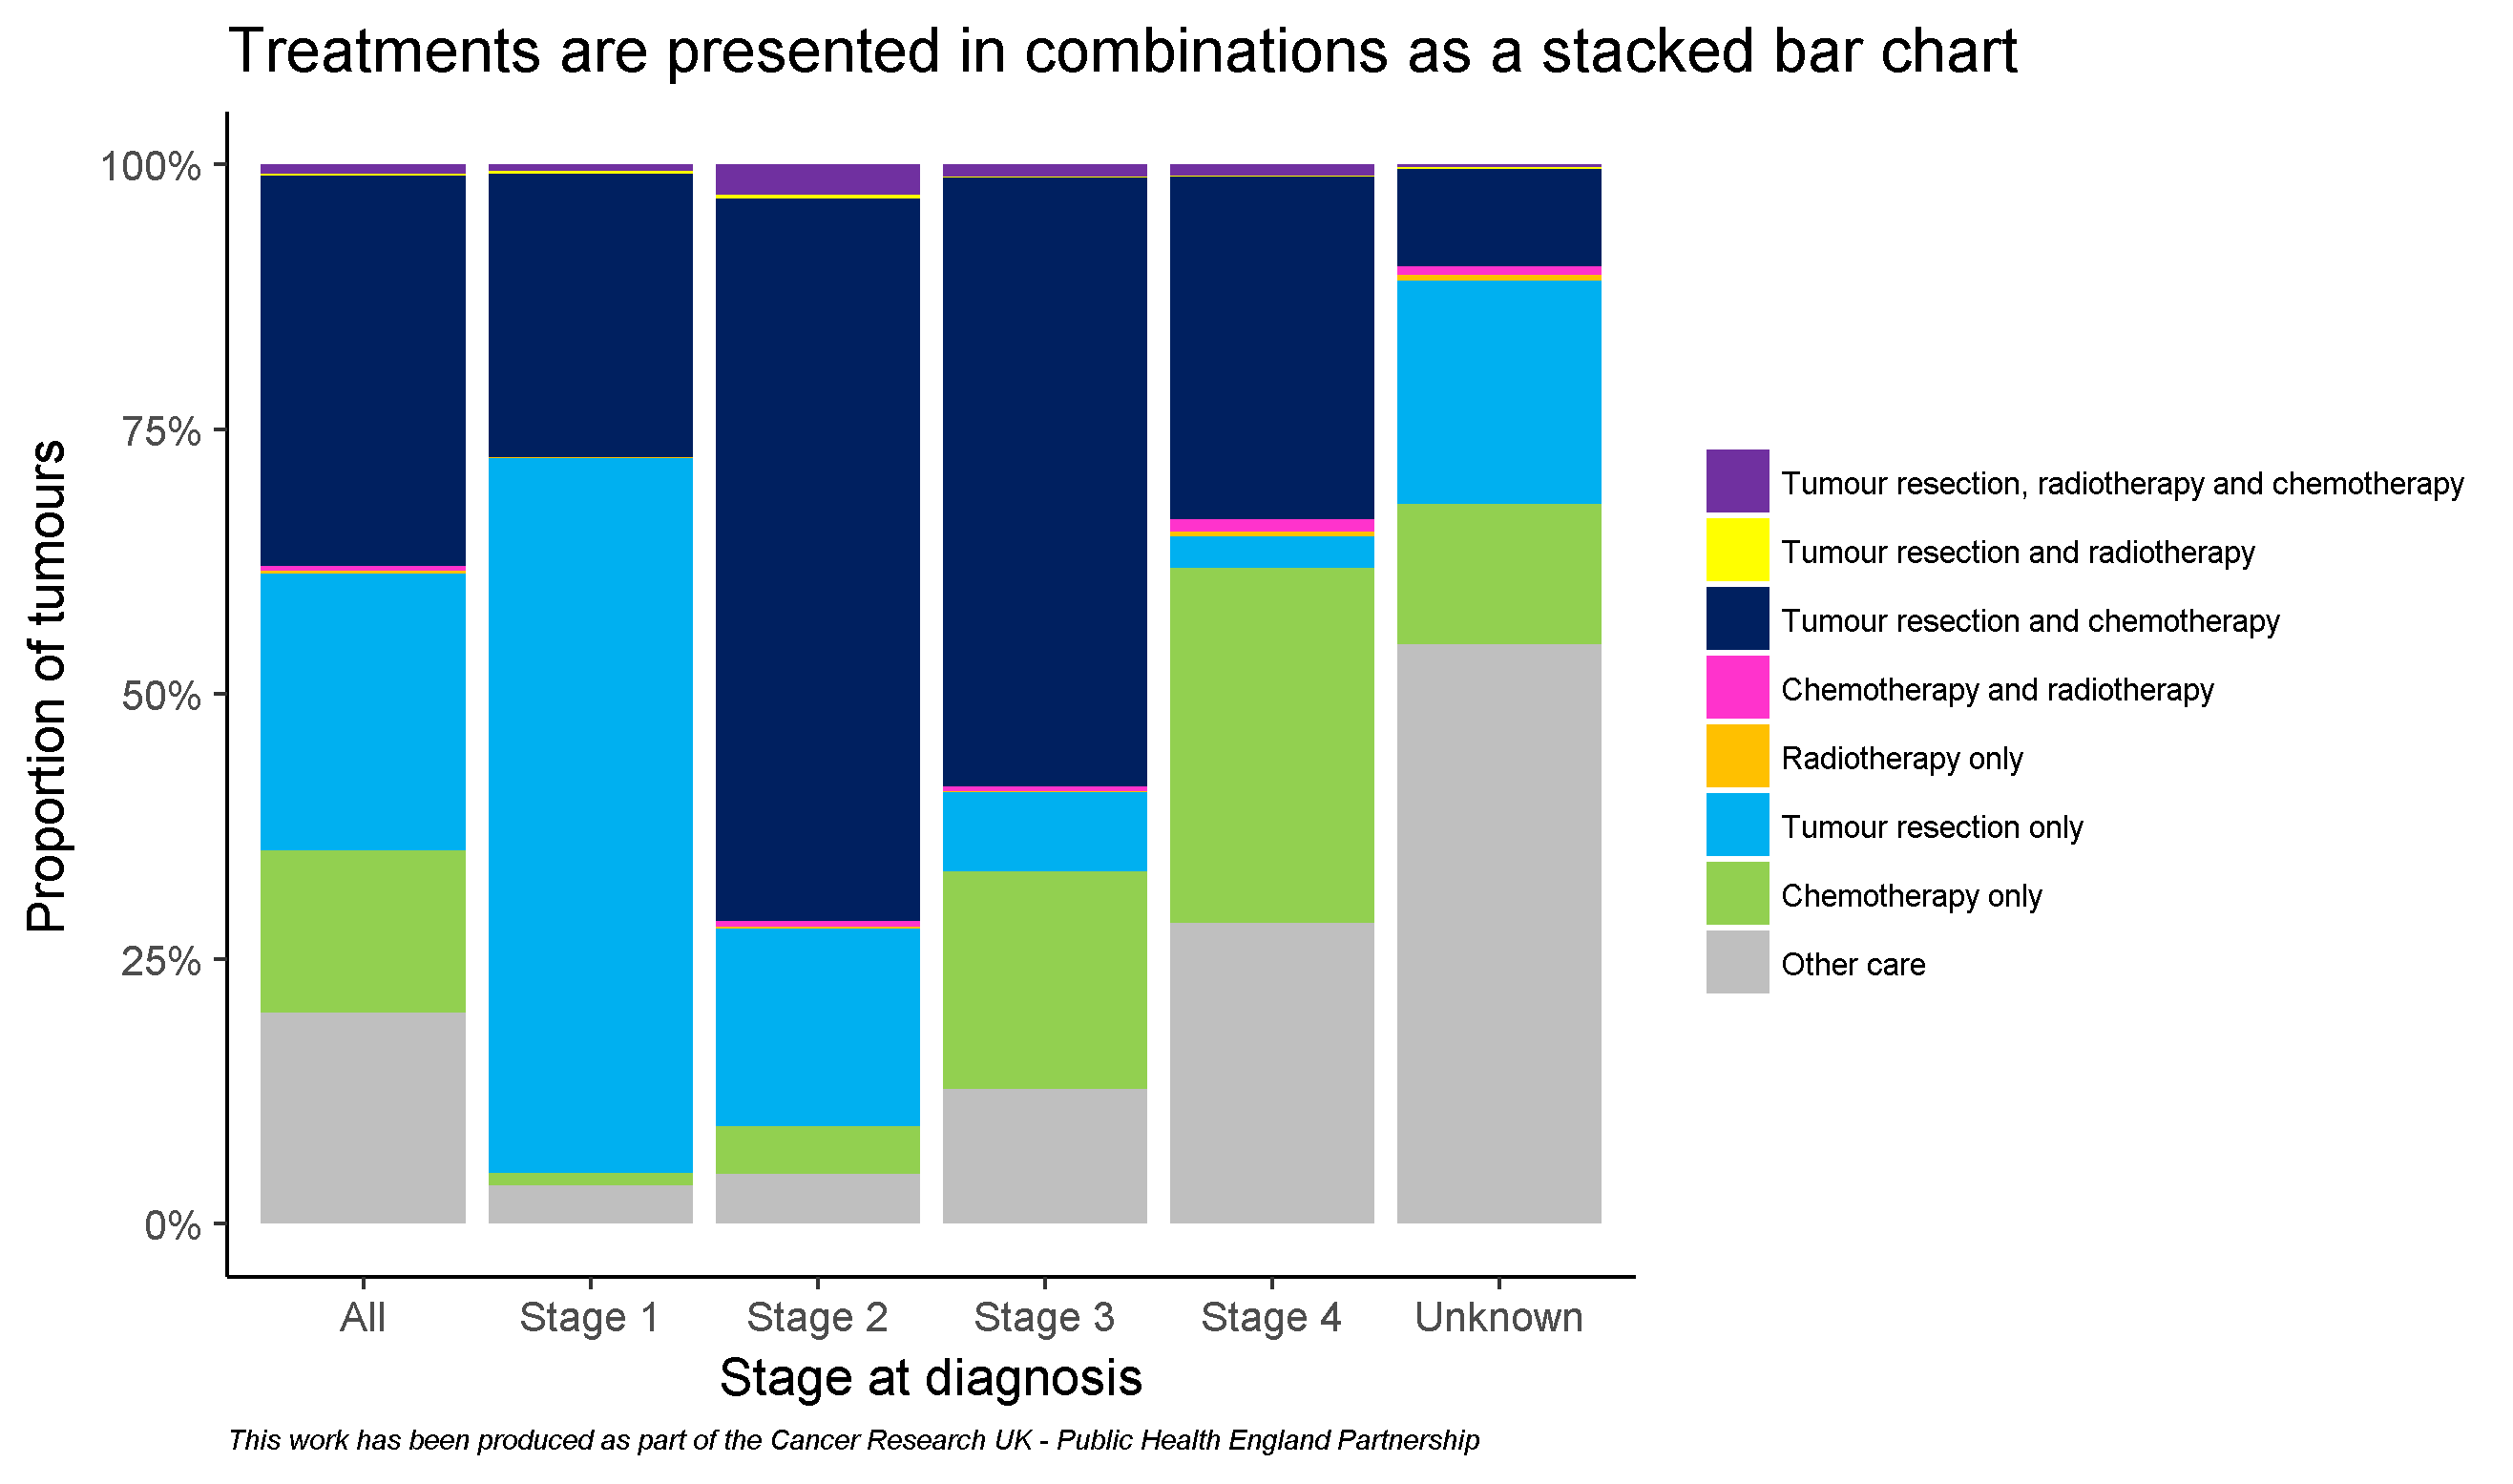 Treatments are presented in combinations as a stacked bar chart
Proportion of tumours
100%
75%
50%
25%
0%
All
Stage 1
Stage 2
Stage 3
Stage 4
Unknown
Stage at diagnosis
Tumour resection, radiotherapy and chemotherapy
Tumour resection and radiotherapy
Tumour resection and chemotherapy
Chemotherapy and radiotherapy
Radiotherapy only
Tumour resection only
Chemotherapy only
Other care
This work has been produced as part of the Cancer Research UK - Public Health England Partnership